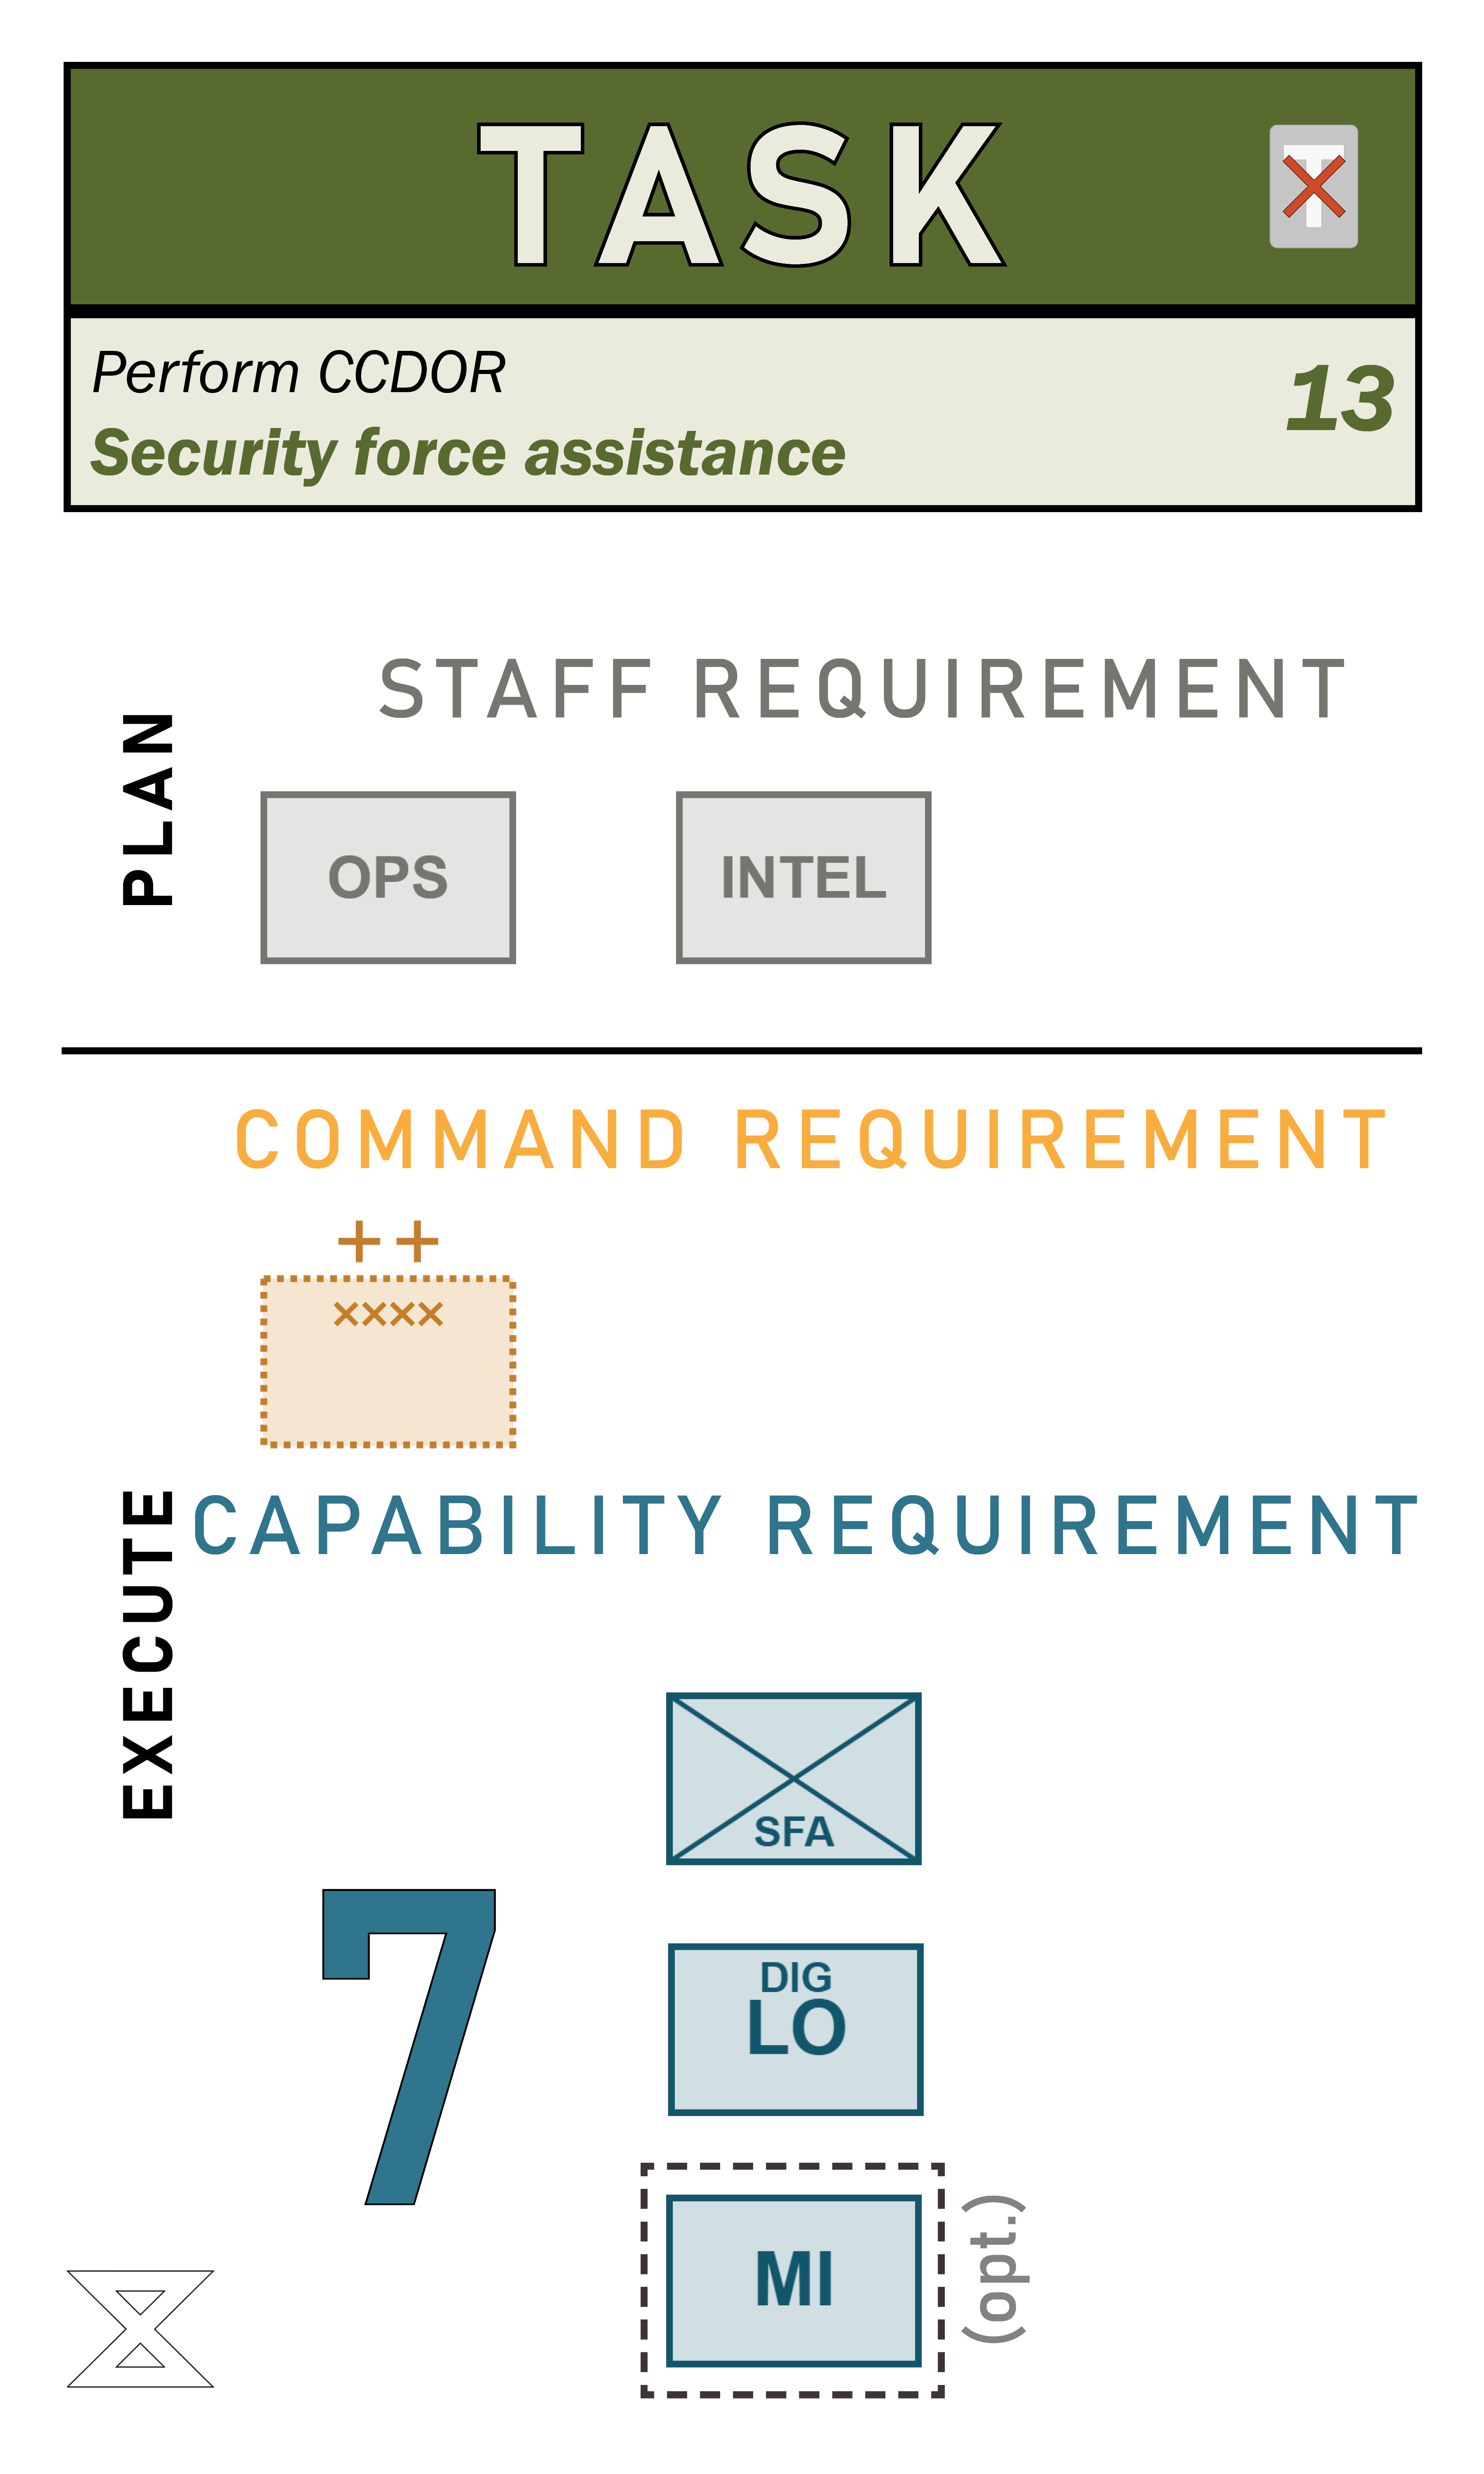 TASK
T
Perform CCDOR
Security force assistance
13
PLAN
STAFF REQUIREMENT
OPS
INTEL
COMMAND REQUIREMENT
++
××××
EXECUTE
CAPABILITY REQUIREMENT
SFA
7
DIG
LO
MI
(opt.)